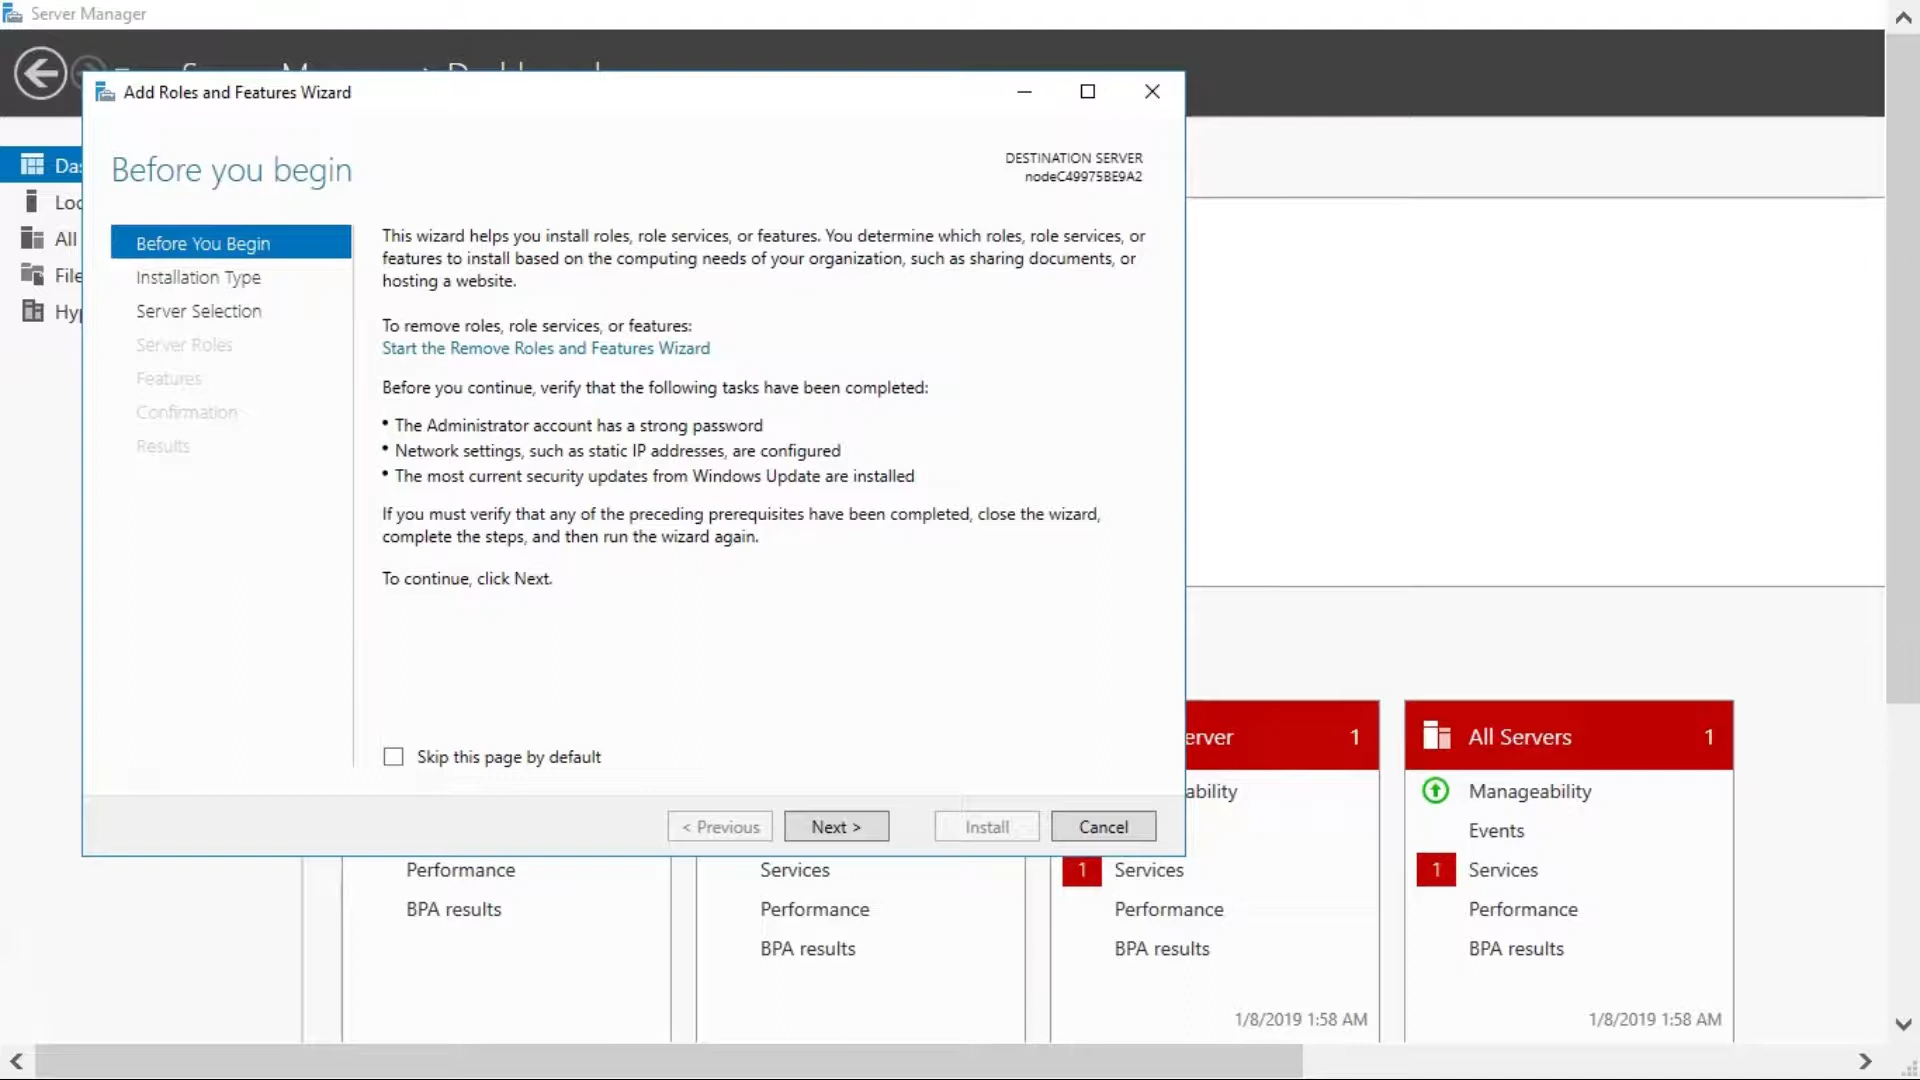 Server Manager
Add Roles and Features Wizard
Before you begin
DESTINATION SERVER
nodeC49975BE9A2
Before You Begin
Installation Type
Server Selection
Server Roles
Features
Confirmation
Results
This wizard helps you install roles, role services, or features. You determine which roles, role services, or
features to install based on the computing needs of your organization, such as sharing documents, or
hosting a website.
To remove roles, role services, or features:
Start the Remove Roles and Features Wizard
Before you continue, verify that the following tasks have been completed:
• The Administrator account has a strong password
• Network settings, such as static IP addresses, are configured
• The most current security updates from Windows Update are installed
If you must verify that any of the preceding prerequisites have been completed, close the wizard,
complete the steps, and then run the wizard again.
To continue, click Next.
Skip this page by default
< Previous
Next >
Install
Cancel
Das
Loc
All
File
Hyp
Performance
BPA results
Services
Performance
BPA results
erver 1
ability
1 Services
Performance
BPA results
1/8/2019 1:58 AM
All Servers 1
Manageability
Events
1 Services
Performance
BPA results
1/8/2019 1:58 AM